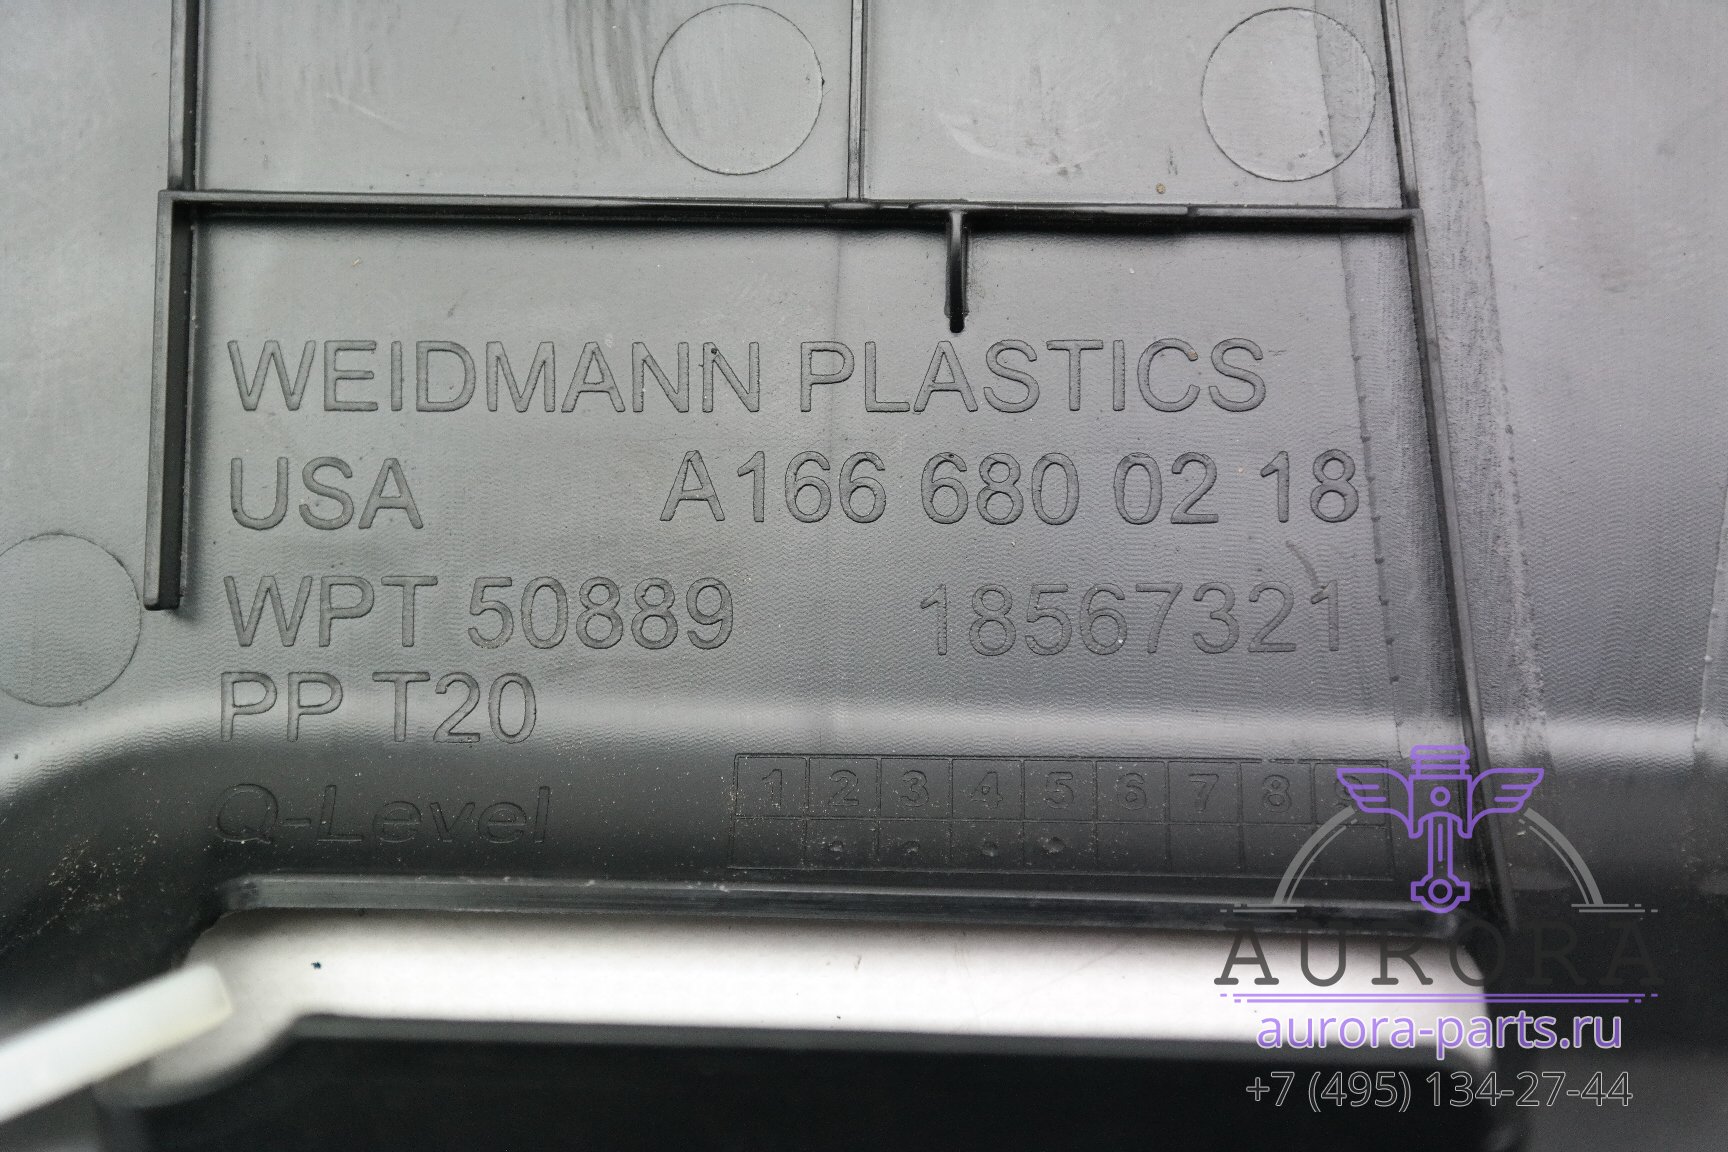 WEIDMANN PLASTICS
USA A166 680 02 18
WPT 50889 18567321
PP T20
Q-Level 1 2 3 4 5 6 7 8 9
AURORA
aurora-parts.ru
+7 (495) 134-27-44